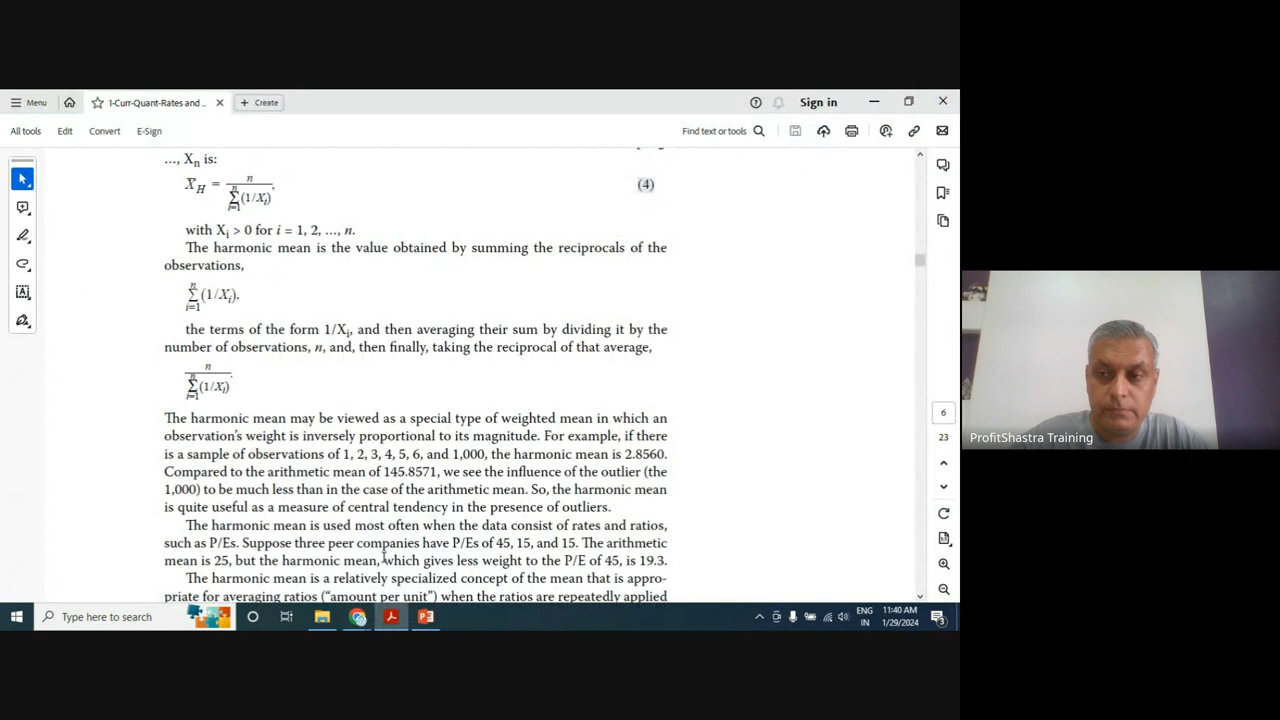 Menu
1-Curr-Quant-Rates and ...
Create
Sign in
All tools Edit Convert E-Sign
Find text or tools
..., Xn is:
X̄H = n / ∑ i=1 n (1/Xi), (4)
with Xi > 0 for i = 1, 2, ..., n.
The harmonic mean is the value obtained by summing the reciprocals of the
observations,
∑ i=1 n (1/Xi),
the terms of the form 1/Xi, and then averaging their sum by dividing it by the
number of observations, n, and, then finally, taking the reciprocal of that average,
n / ∑ i=1 n (1/Xi).
The harmonic mean may be viewed as a special type of weighted mean in which an
observation's weight is inversely proportional to its magnitude. For example, if there
is a sample of observations of 1, 2, 3, 4, 5, 6, and 1,000, the harmonic mean is 2.8560.
Compared to the arithmetic mean of 145.8571, we see the influence of the outlier (the
1,000) to be much less than in the case of the arithmetic mean. So, the harmonic mean
is quite useful as a measure of central tendency in the presence of outliers.
The harmonic mean is used most often when the data consist of rates and ratios,
such as P/Es. Suppose three peer companies have P/Es of 45, 15, and 15. The arithmetic
mean is 25, but the harmonic mean, which gives less weight to the P/E of 45, is 19.3.
The harmonic mean is a relatively specialized concept of the mean that is appro-
priate for averaging ratios ("amount per unit") when the ratios are repeatedly applied
6
23
ProfitShastra Training
Type here to search
ENG
IN
11:40 AM
1/29/2024
3